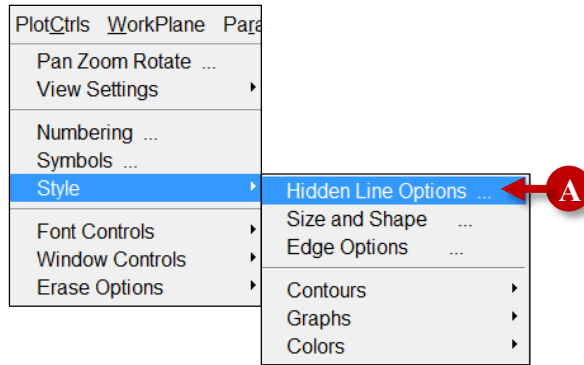 PlotCtrls WorkPlane Para
Pan Zoom Rotate ...
View Settings
Numbering ...
Symbols ...
Style
Font Controls
Window Controls
Erase Options
Hidden Line Options ...
A
Size and Shape ...
Edge Options ...
Contours
Graphs
Colors